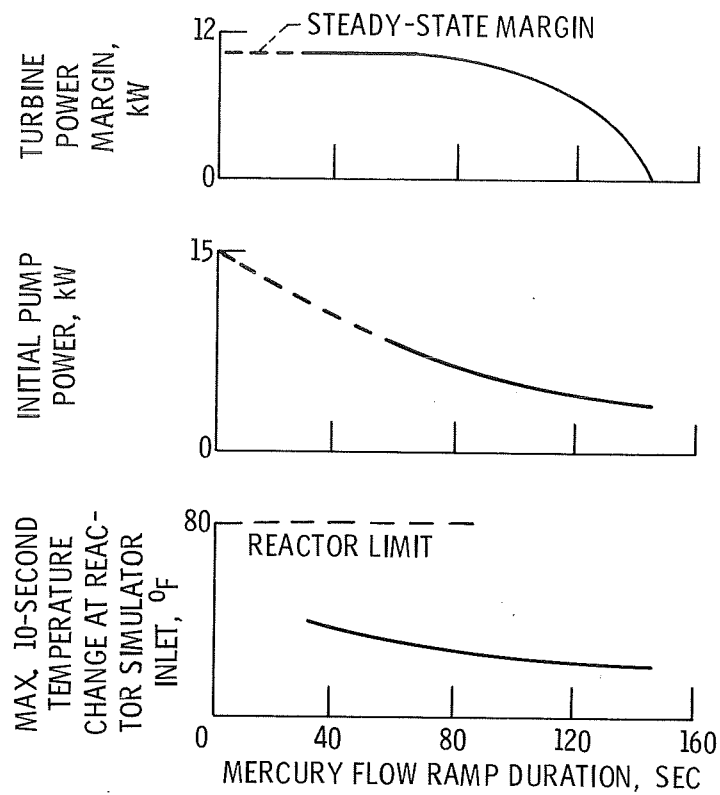 TURBINE
POWER
MARGIN,
kW
12
STEADY-STATE MARGIN
0
INITIAL PUMP
POWER, kW
15
0
MAX. 10-SECOND
TEMPERATURE
CHANGE AT REAC-
TOR SIMULATOR
INLET, °F
80
REACTOR LIMIT
0 40 80 120 160
MERCURY FLOW RAMP DURATION, SEC